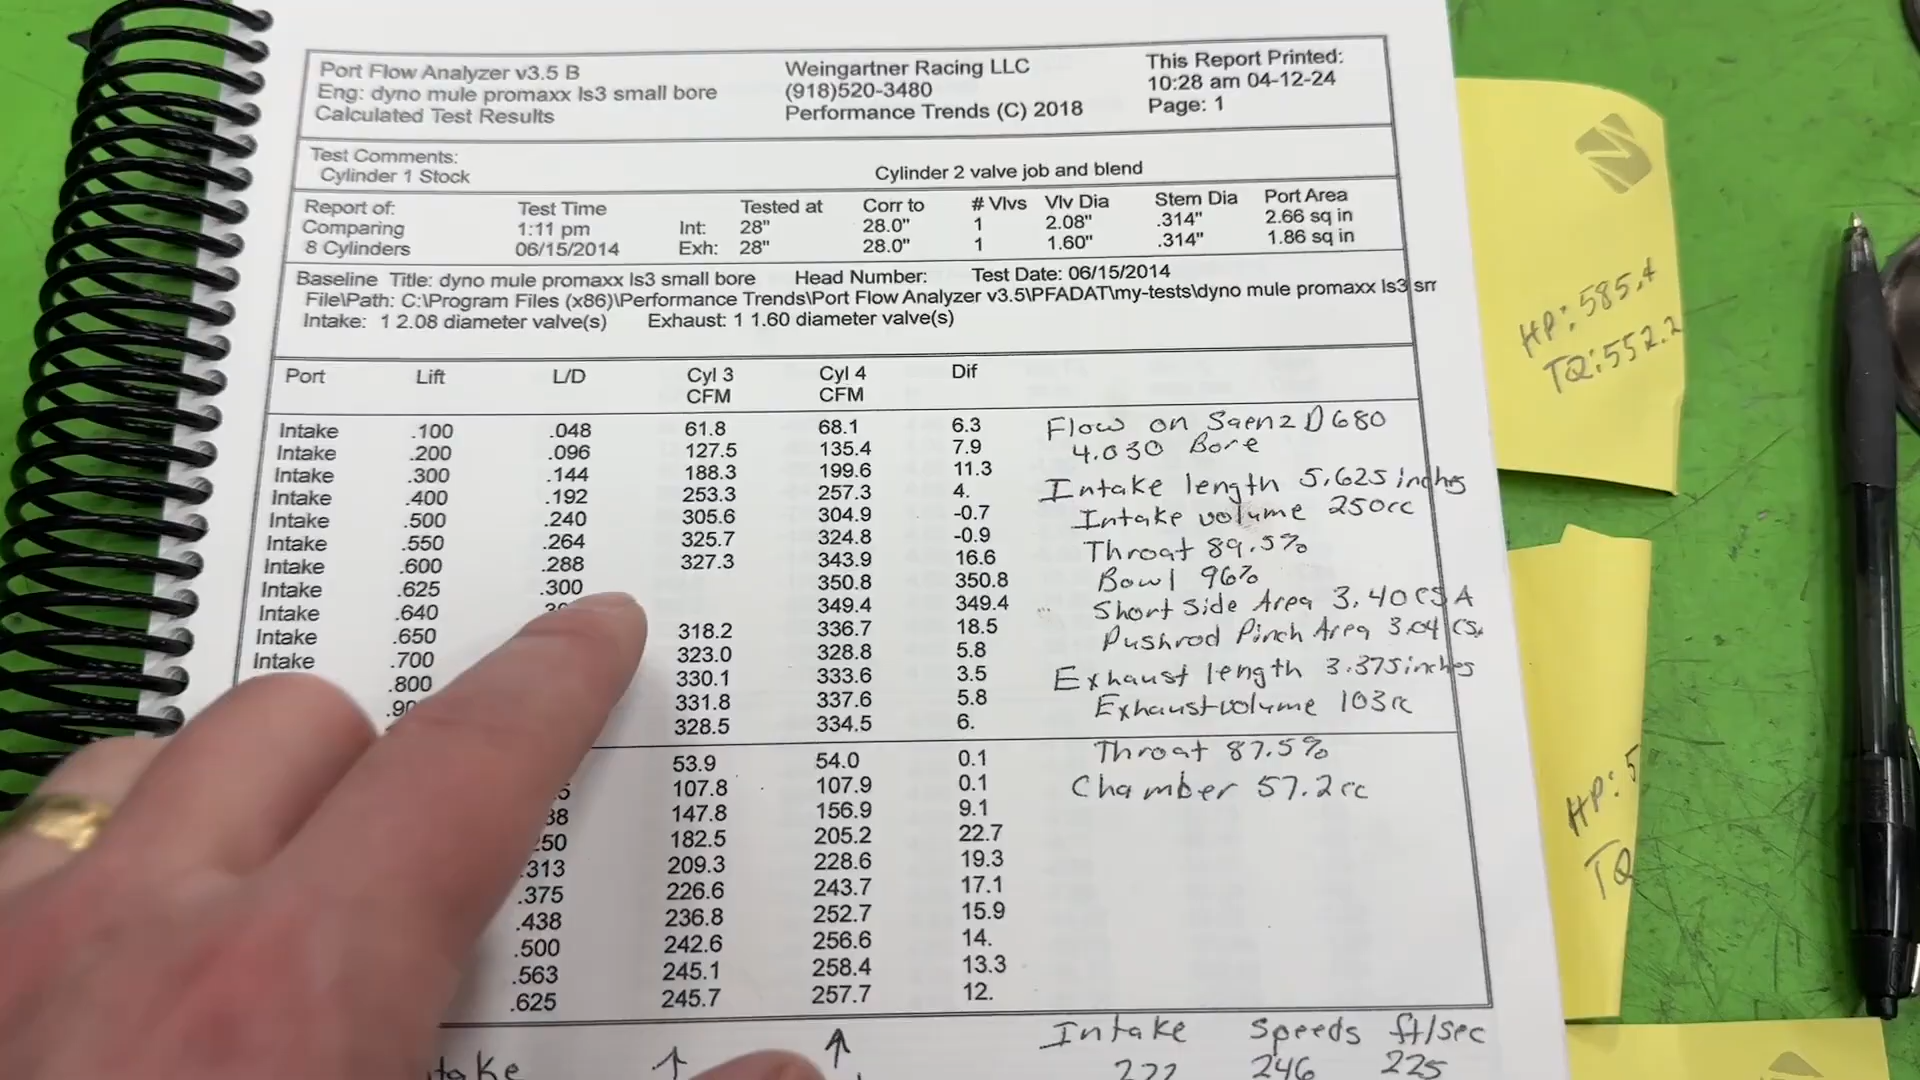 Port Flow Analyzer v3.5 B Weingartner Racing LLC This Report Printed:
Eng: dyno mule promaxx ls3 small bore (918)520-3480 10:28 am 04-12-24
Calculated Test Results Performance Trends (C) 2018 Page: 1
Test Comments:
Cylinder 1 Stock Cylinder 2 valve job and blend
Report of: Test Time Tested at Corr to # Vlvs Vlv Dia Stem Dia Port Area
Comparing 1:11 pm Int: 28" 28.0" 1 2.08" .314" 2.66 sq in
8 Cylinders 06/15/2014 Exh: 28" 28.0" 1 1.60" .314" 1.86 sq in
Baseline Title: dyno mule promaxx ls3 small bore Head Number: Test Date: 06/15/2014
File\Path: C:\Program Files (x86)\Performance Trends\Port Flow Analyzer v3.5\PFADAT\my-tests\dyno mule promaxx ls3 sm
Intake: 1 2.08 diameter valve(s) Exhaust: 1 1.60 diameter valve(s)
Port Lift L/D Cyl 3 Cyl 4 Dif
CFM CFM
Intake .100 .048 61.8 68.1 6.3
Intake .200 .096 127.5 135.4 7.9
Intake .300 .144 188.3 199.6 11.3
Intake .400 .192 253.3 257.3 4.
Intake .500 .240 305.6 304.9 -0.7
Intake .550 .264 325.7 324.8 -0.9
Intake .600 .288 327.3 343.9 16.6
Intake .625 .300 350.8 350.8
Intake .640 349.4 349.4
Intake .650 318.2 336.7 18.5
Intake .700 323.0 328.8 5.8
.800 330.1 333.6 3.5
.90 331.8 337.6 5.8
328.5 334.5 6.
53.9 54.0 0.1
5 107.8 107.9 0.1
38 147.8 156.9 9.1
250 182.5 205.2 22.7
.313 209.3 228.6 19.3
.375 226.6 243.7 17.1
.438 236.8 252.7 15.9
.500 242.6 256.6 14.
.563 245.1 258.4 13.3
.625 245.7 257.7 12.
Flow on Saenz D680
4.030 Bore
Intake length 5.625 inches
Intake volume 250cc
Throat 89.5%
Bowl 96%
Short Side Area 3.40 CSA
Pushrod Pinch Area 3.04 CS
Exhaust length 3.375 inches
Exhaust volume 103cc
Throat 87.5%
Chamber 57.2cc
Intake Speeds ft/sec
246 225
take
HP: 585.4
TQ: 552.2
HP: 5
TQ